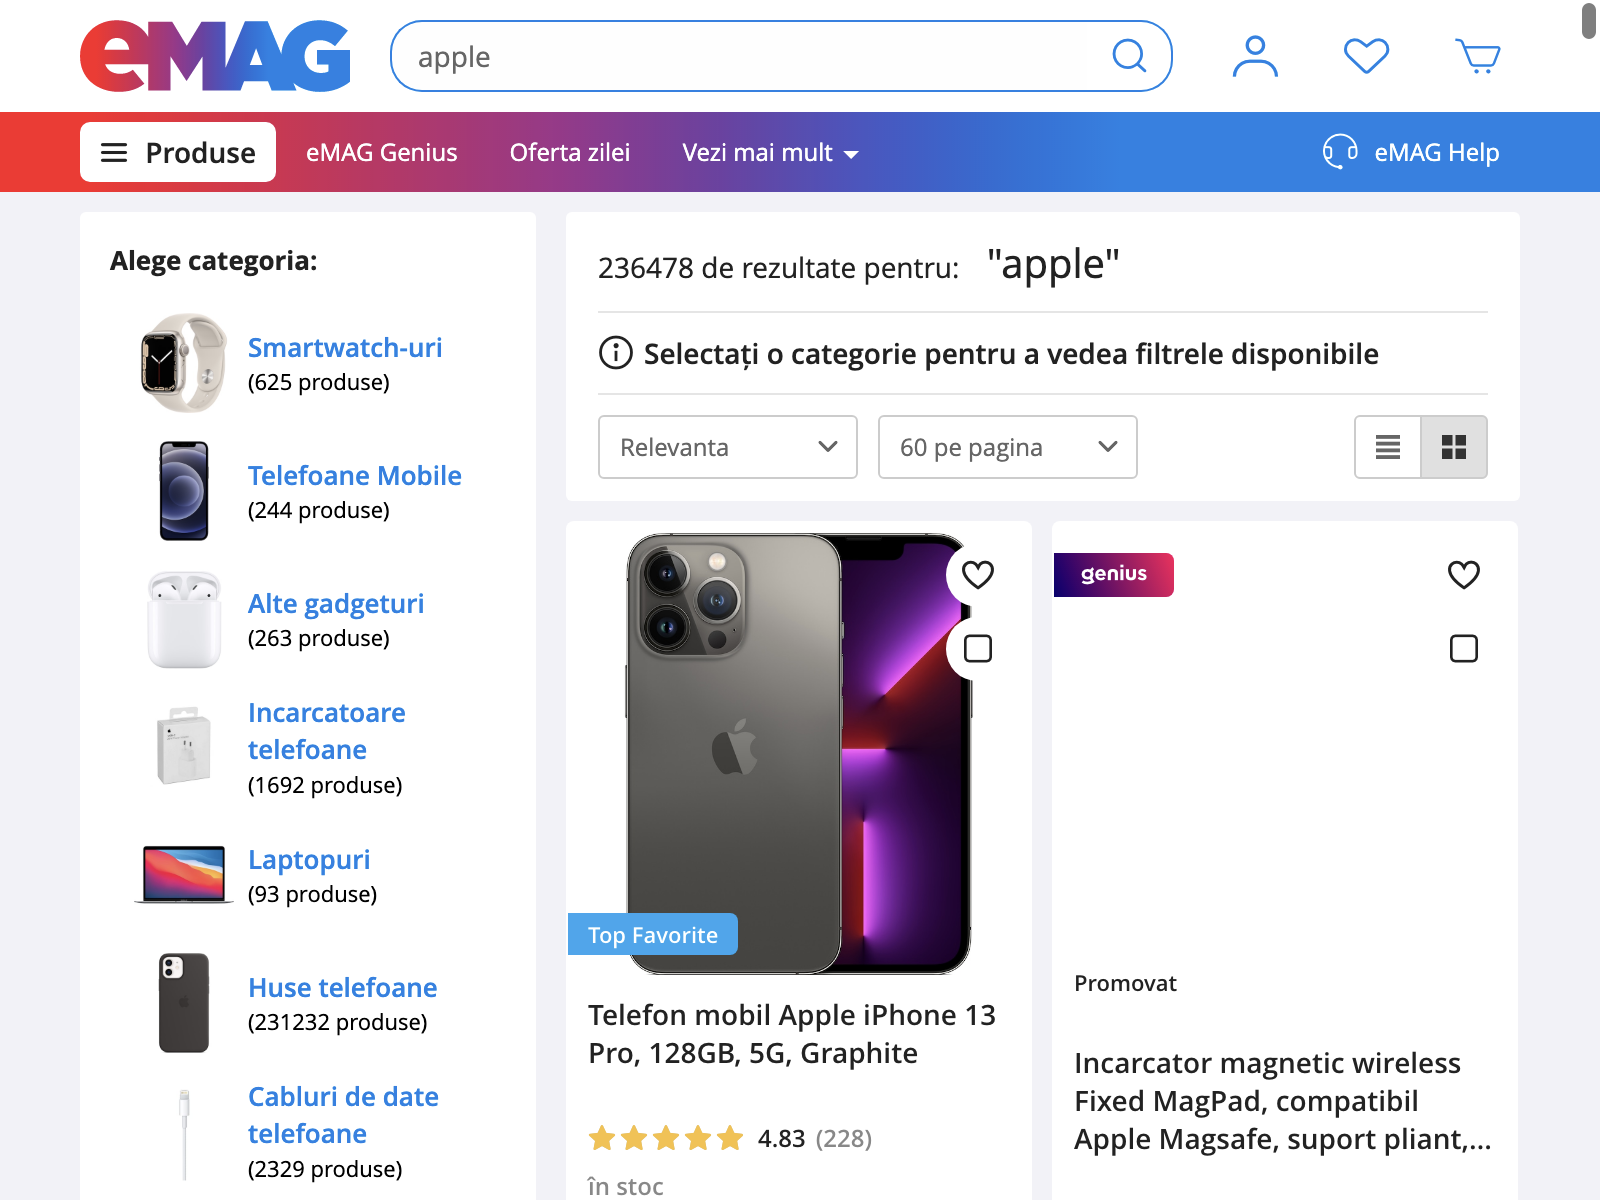 eMAG
apple
Produse
eMAG Genius
Oferta zilei
Vezi mai mult
eMAG Help
Alege categoria:
Smartwatch-uri
(625 produse)
Telefoane Mobile
(244 produse)
Alte gadgeturi
(263 produse)
Incarcatoare
telefoane
(1692 produse)
Laptopuri
(93 produse)
Huse telefoane
(231232 produse)
Cabluri de date
telefoane
(2329 produse)
236478 de rezultate pentru: "apple"
Selectați o categorie pentru a vedea filtrele disponibile
Relevanta
60 pe pagina
Top Favorite
Telefon mobil Apple iPhone 13
Pro, 128GB, 5G, Graphite
4.83 (228)
în stoc
genius
Promovat
Incarcator magnetic wireless
Fixed MagPad, compatibil
Apple Magsafe, suport pliant,...